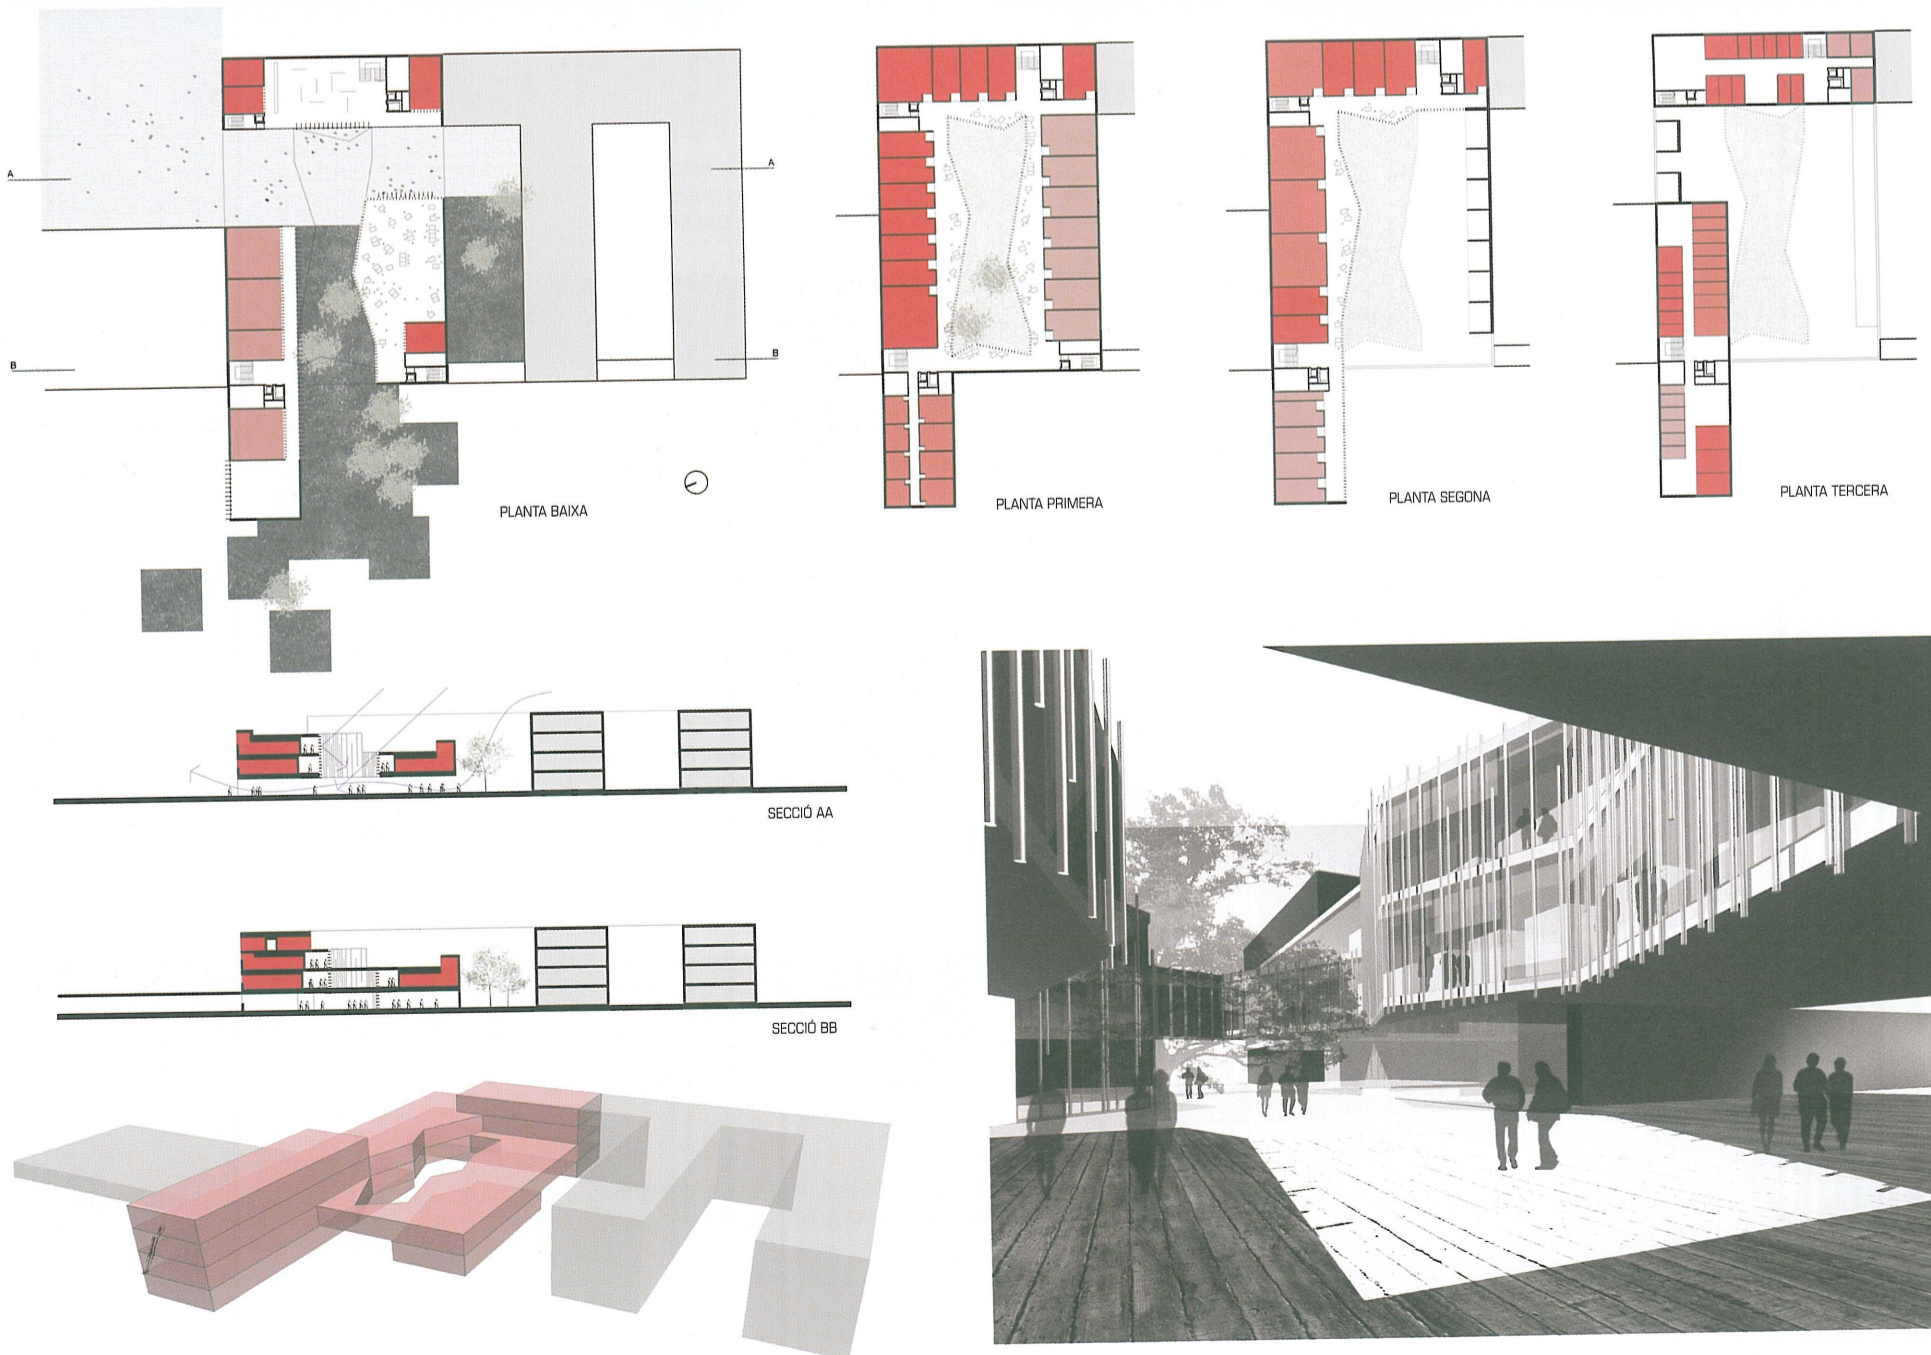 A
A
B
B
PLANTA BAIXA
PLANTA PRIMERA
PLANTA SEGONA
PLANTA TERCERA
SECCIÓ AA
SECCIÓ BB